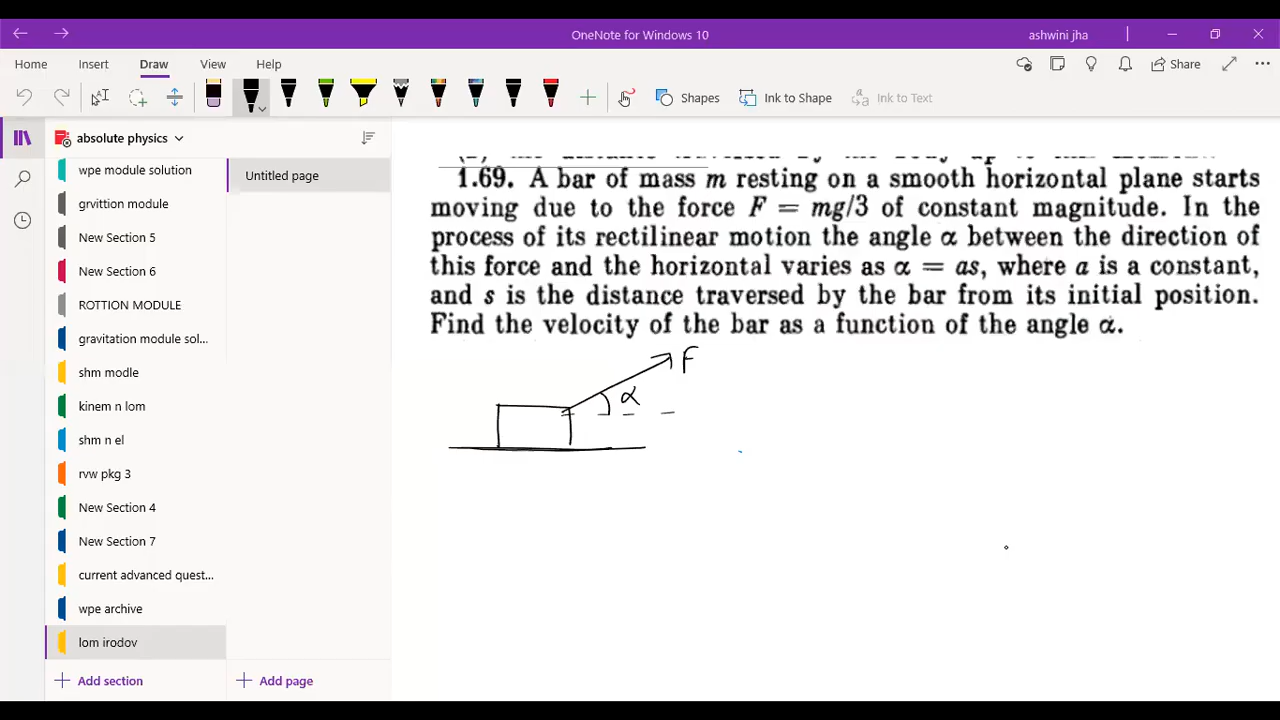 OneNote for Windows 10
ashwini jha
Home Insert Draw View Help
Share
Shapes
Ink to Shape
Ink to Text
absolute physics
wpe module solution
grvittion module
New Section 5
New Section 6
ROTTION MODULE
gravitation module sol...
shm modle
kinem n lom
shm n el
rvw pkg 3
New Section 4
New Section 7
current advanced quest...
wpe archive
lom irodov
Add section
Untitled page
Add page
1.69. A bar of mass m resting on a smooth horizontal plane starts
moving due to the force F = mg/3 of constant magnitude. In the
process of its rectilinear motion the angle α between the direction of
this force and the horizontal varies as α = as, where a is a constant,
and s is the distance traversed by the bar from its initial position.
Find the velocity of the bar as a function of the angle α.
F
α